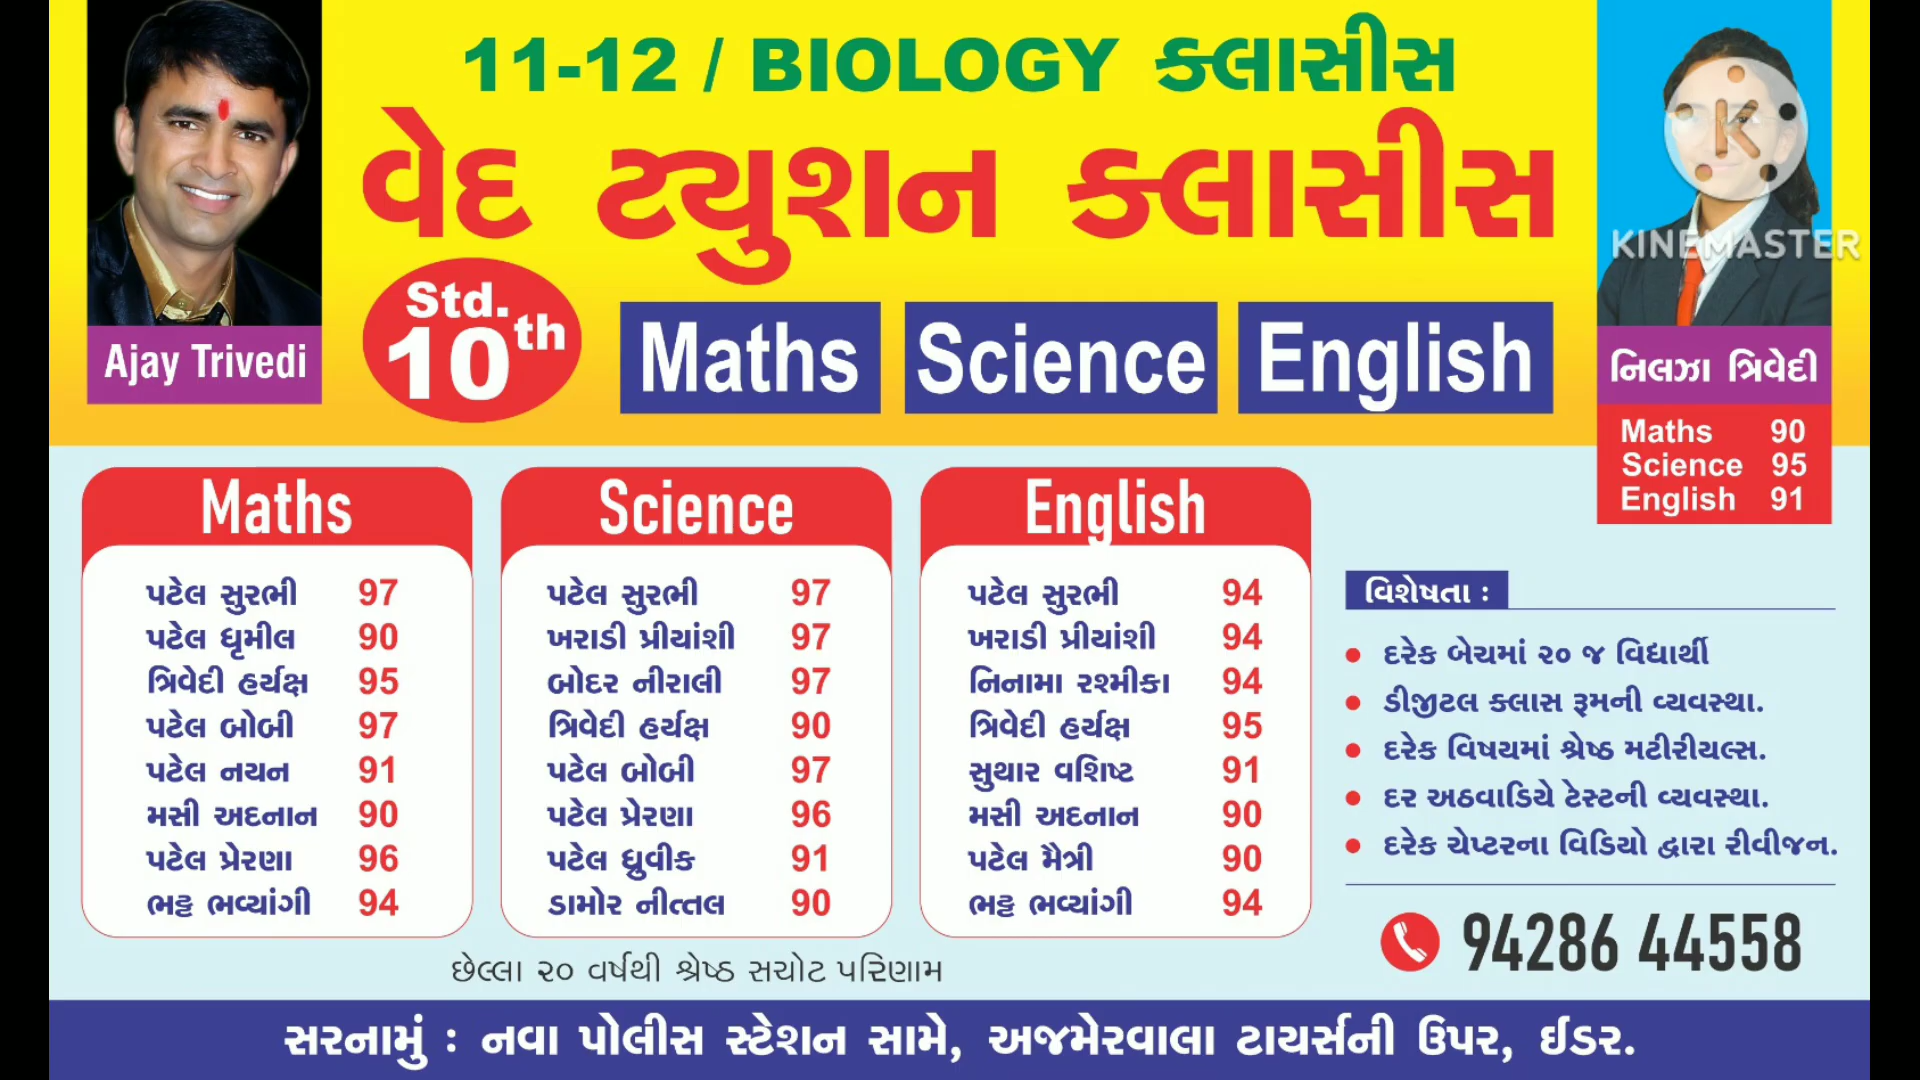 11-12 / BIOLOGY ક્લાસીસ
વેદ ટ્યુશન ક્લાસીસ
Std. 10th
Maths Science English
Ajay Trivedi
K
KINEMASTER
નિલઝા ત્રિવેદી
Maths 90
Science 95
English 91
Maths
પટેલ સુરભી 97
પટેલ ધૃમીલ 90
ત્રિવેદી હર્યક્ષ 95
પટેલ બોબી 97
પટેલ નયન 91
મસી અદનાન 90
પટેલ પ્રેરણા 96
ભટ્ટ ભવ્યાંગી 94
Science
પટેલ સુરભી 97
ખરાડી પ્રીયાંશી 97
બોદર નીરાલી 97
ત્રિવેદી હર્યક્ષ 90
પટેલ બોબી 97
પટેલ પ્રેરણા 96
પટેલ ધ્રુવીક 91
ડામોર નીત્તલ 90
English
પટેલ સુરભી 94
ખરાડી પ્રીયાંશી 94
નિનામા રશ્મીકા 94
ત્રિવેદી હર્યક્ષ 95
સુથાર વશિષ્ટ 91
મસી અદનાન 90
પટેલ મૈત્રી 90
ભટ્ટ ભવ્યાંગી 94
વિશેષતા :
દરેક બેચમાં ૨૦ જ વિદ્યાર્થી
ડીજીટલ ક્લાસ રૂમની વ્યવસ્થા.
દરેક વિષયમાં શ્રેષ્ઠ મટીરીયલ્સ.
દર અઠવાડિયે ટેસ્ટની વ્યવસ્થા.
દરેક ચેપ્ટરના વિડિયો દ્વારા રીવીજન.
94286 44558
છેલ્લા ૨૦ વર્ષથી શ્રેષ્ઠ સચોટ પરિણામ
સરનામું : નવા પોલીસ સ્ટેશન સામે, અજમેરવાલા ટાયર્સની ઉપર, ઈડર.